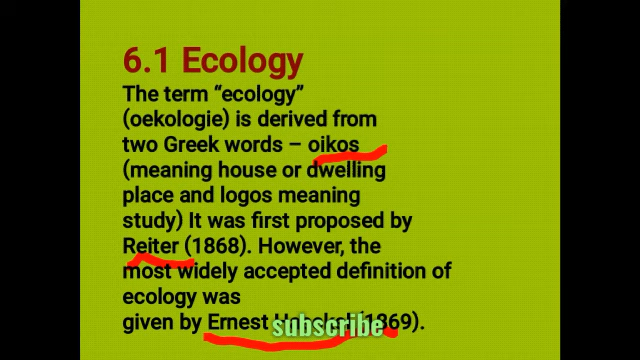 6.1 Ecology
The term “ecology”
(oekologie) is derived from
two Greek words – oikos
(meaning house or dwelling
place and logos meaning
study) It was first proposed by
Reiter (1868). However, the
most widely accepted definition of
ecology was
given by Ernest (1869).
subscribe